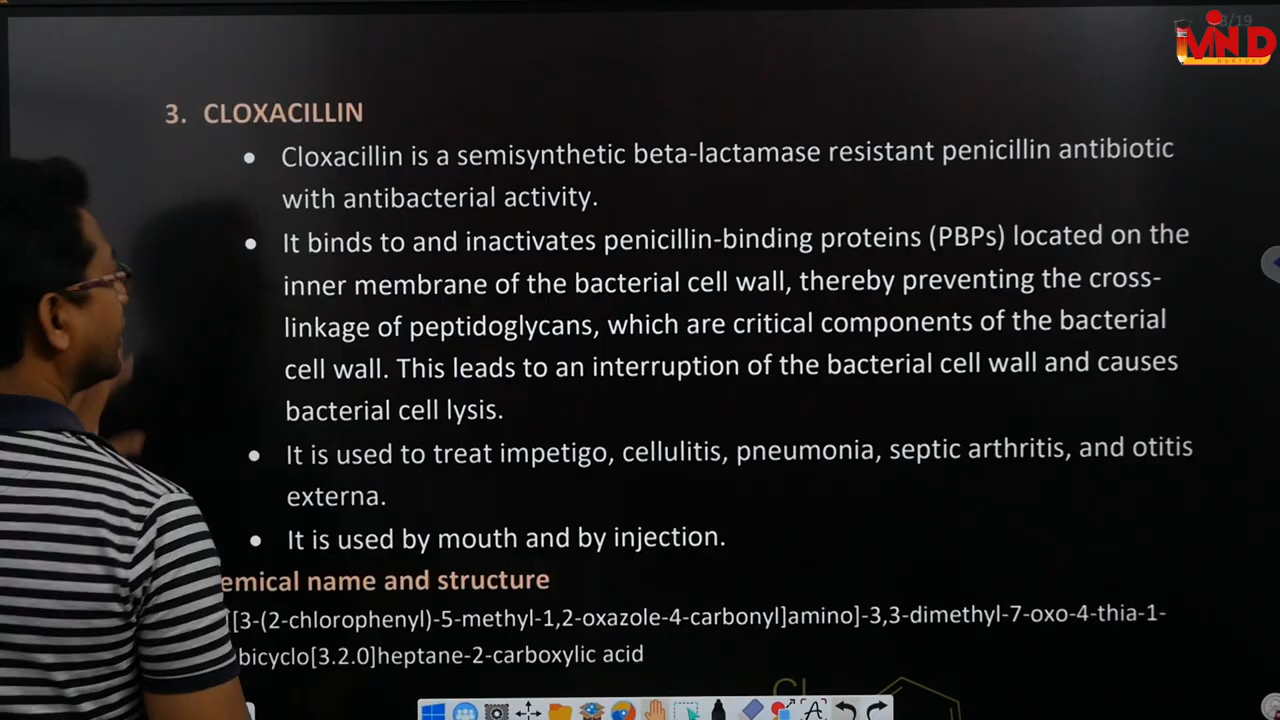 8/19
MIND
NURTURE
3. CLOXACILLIN
• Cloxacillin is a semisynthetic beta-lactamase resistant penicillin antibiotic
with antibacterial activity.
• It binds to and inactivates penicillin-binding proteins (PBPs) located on the
inner membrane of the bacterial cell wall, thereby preventing the cross-
linkage of peptidoglycans, which are critical components of the bacterial
cell wall. This leads to an interruption of the bacterial cell wall and causes
bacterial cell lysis.
• It is used to treat impetigo, cellulitis, pneumonia, septic arthritis, and otitis
externa.
• It is used by mouth and by injection.
emical name and structure
[[3-(2-chlorophenyl)-5-methyl-1,2-oxazole-4-carbonyl]amino]-3,3-dimethyl-7-oxo-4-thia-1-
bicyclo[3.2.0]heptane-2-carboxylic acid
Cl